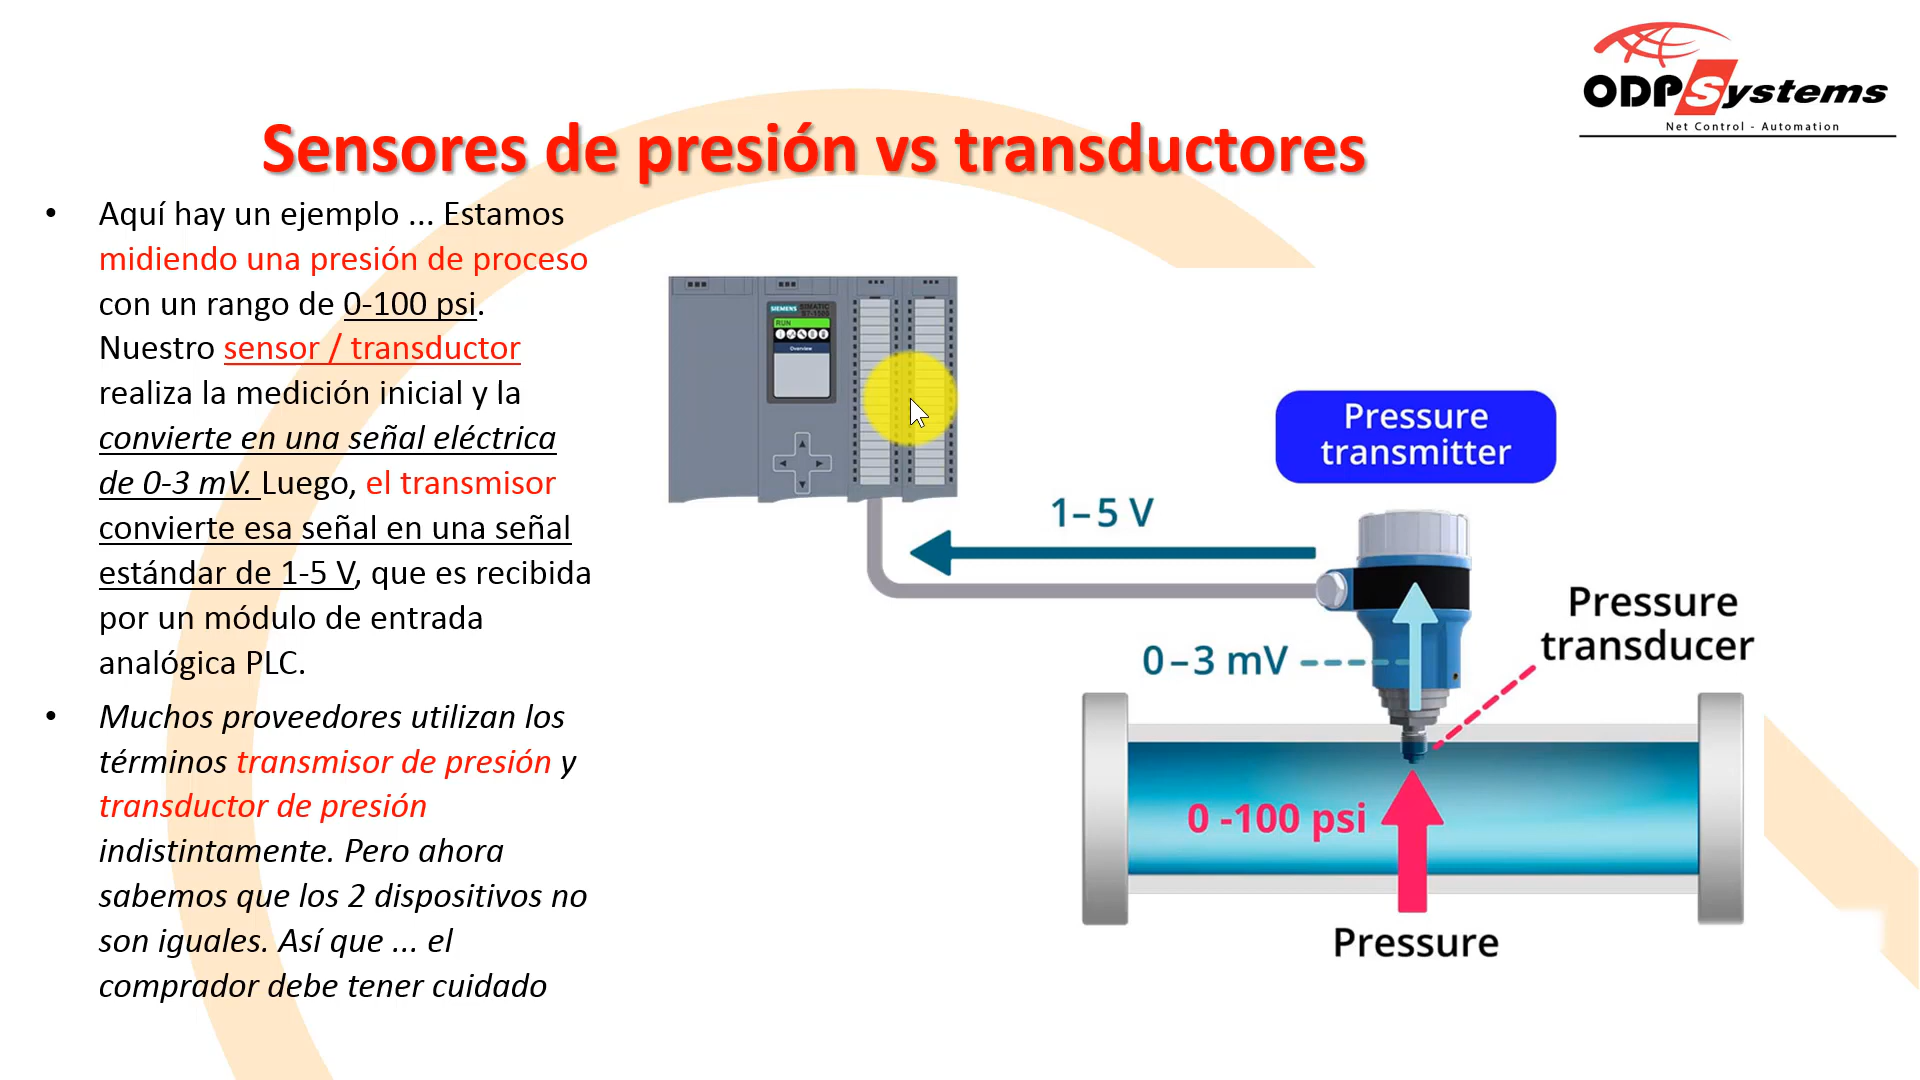 ODPSystems
Net Control - Automation
Sensores de presión vs transductores
• Aquí hay un ejemplo ... Estamos
midiendo una presión de proceso
con un rango de 0-100 psi.
Nuestro sensor / transductor
realiza la medición inicial y la
convierte en una señal eléctrica
de 0-3 mV. Luego, el transmisor
convierte esa señal en una señal
estándar de 1-5 V, que es recibida
por un módulo de entrada
analógica PLC.
• Muchos proveedores utilizan los
términos transmisor de presión y
transductor de presión
indistintamente. Pero ahora
sabemos que los 2 dispositivos no
son iguales. Así que ... el
comprador debe tener cuidado
SIEMENS
SIMATIC
S7-1500
RUN
Overview
Pressure
transmitter
1–5 V
Pressure
transducer
0–3 mV
0 -100 psi
Pressure